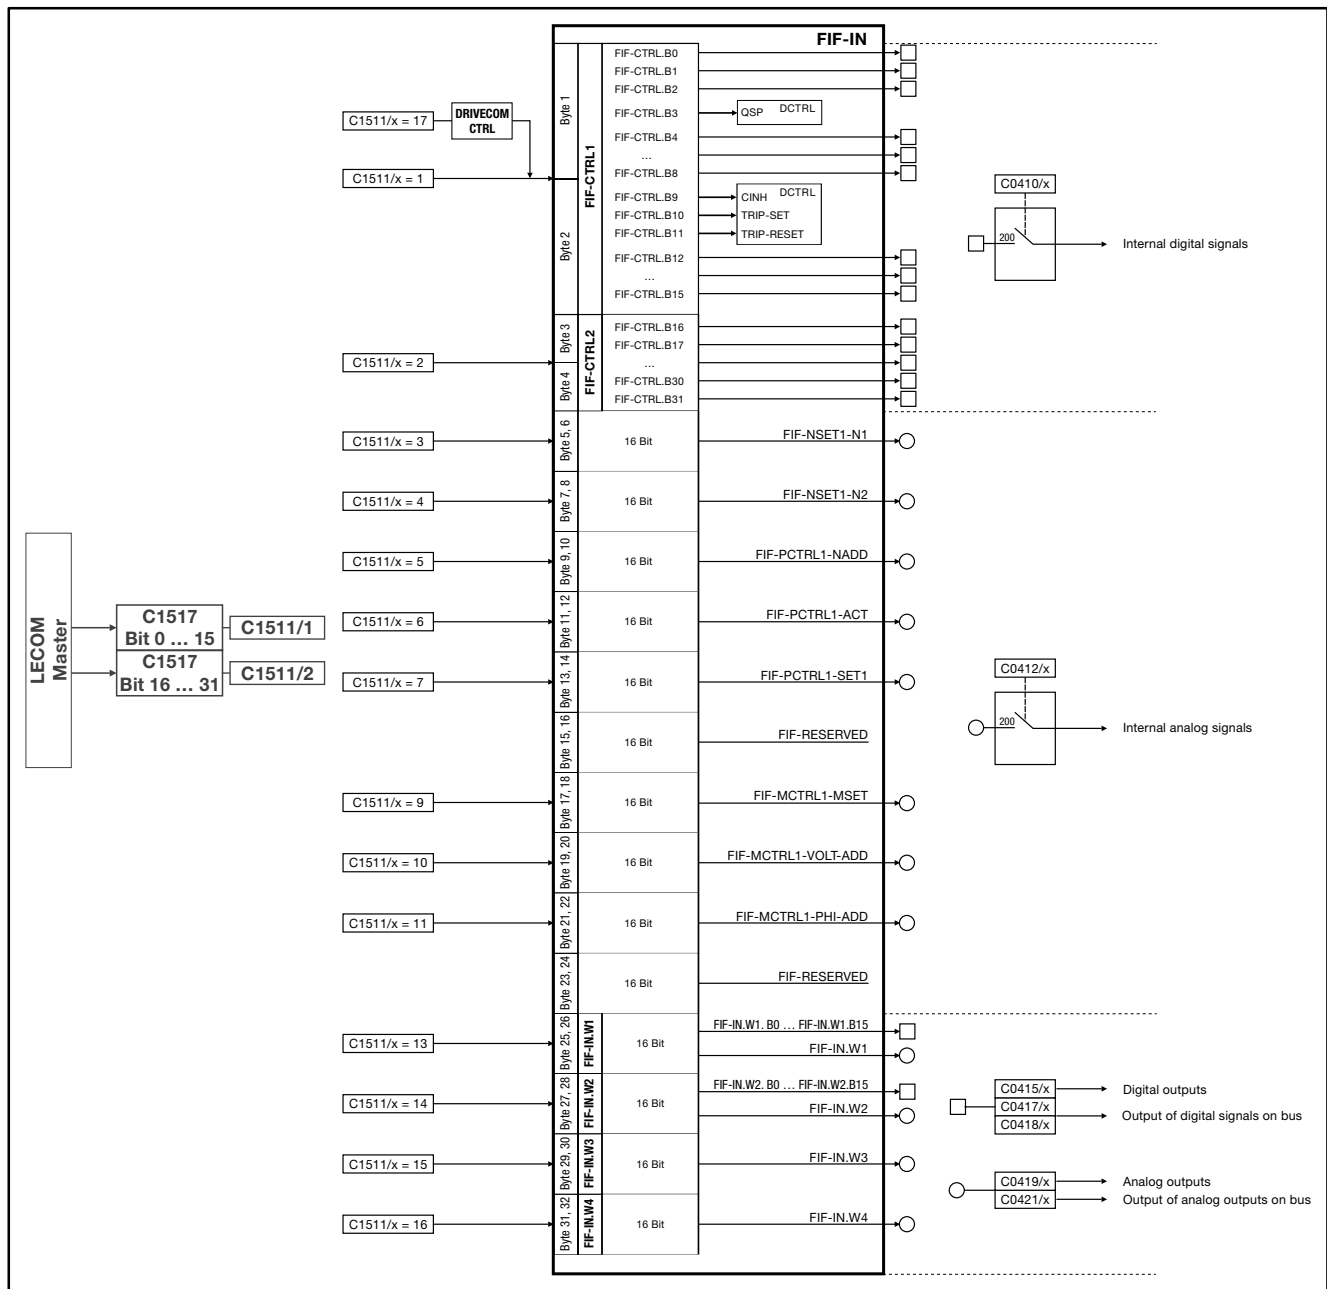 FIF-IN
LECOM
Master
C1517
Bit 0 ... 15
C1511/1
C1517
Bit 16 ... 31
C1511/2
C1511/x = 17
DRIVECOM
CTRL
C1511/x = 1
C1511/x = 2
C1511/x = 3
C1511/x = 4
C1511/x = 5
C1511/x = 6
C1511/x = 7
C1511/x = 9
C1511/x = 10
C1511/x = 11
C1511/x = 13
C1511/x = 14
C1511/x = 15
C1511/x = 16
Byte 1
Byte 2
Byte 3
Byte 4
Byte 5, 6
Byte 7, 8
Byte 9, 10
Byte 11, 12
Byte 13, 14
Byte 15, 16
Byte 17, 18
Byte 19, 20
Byte 21, 22
Byte 23, 24
Byte 25, 26
Byte 27, 28
Byte 29, 30
Byte 31, 32
FIF-CTRL1
FIF-CTRL2
FIF-IN.W1
FIF-IN.W2
FIF-IN.W3
FIF-IN.W4
FIF-CTRL.B0
FIF-CTRL.B1
FIF-CTRL.B2
FIF-CTRL.B3
FIF-CTRL.B4
...
FIF-CTRL.B8
FIF-CTRL.B9
FIF-CTRL.B10
FIF-CTRL.B11
FIF-CTRL.B12
...
FIF-CTRL.B15
FIF-CTRL.B16
FIF-CTRL.B17
...
FIF-CTRL.B30
FIF-CTRL.B31
16 Bit
16 Bit
16 Bit
16 Bit
16 Bit
16 Bit
16 Bit
16 Bit
16 Bit
16 Bit
16 Bit
16 Bit
16 Bit
16 Bit
QSP DCTRL
CINH DCTRL
TRIP-SET
TRIP-RESET
FIF-NSET1-N1
FIF-NSET1-N2
FIF-PCTRL1-NADD
FIF-PCTRL1-ACT
FIF-PCTRL1-SET1
FIF-RESERVED
FIF-MCTRL1-MSET
FIF-MCTRL1-VOLT-ADD
FIF-MCTRL1-PHI-ADD
FIF-RESERVED
FIF-IN.W1. B0 ... FIF-IN.W1.B15
FIF-IN.W1
FIF-IN.W2. B0 ... FIF-IN.W2.B15
FIF-IN.W2
FIF-IN.W3
FIF-IN.W4
C0410/x
200
Internal digital signals
C0412/x
200
Internal analog signals
C0415/x
C0417/x
C0418/x
Digital outputs
Output of digital signals on bus
C0419/x
C0421/x
Analog outputs
Output of analog outputs on bus